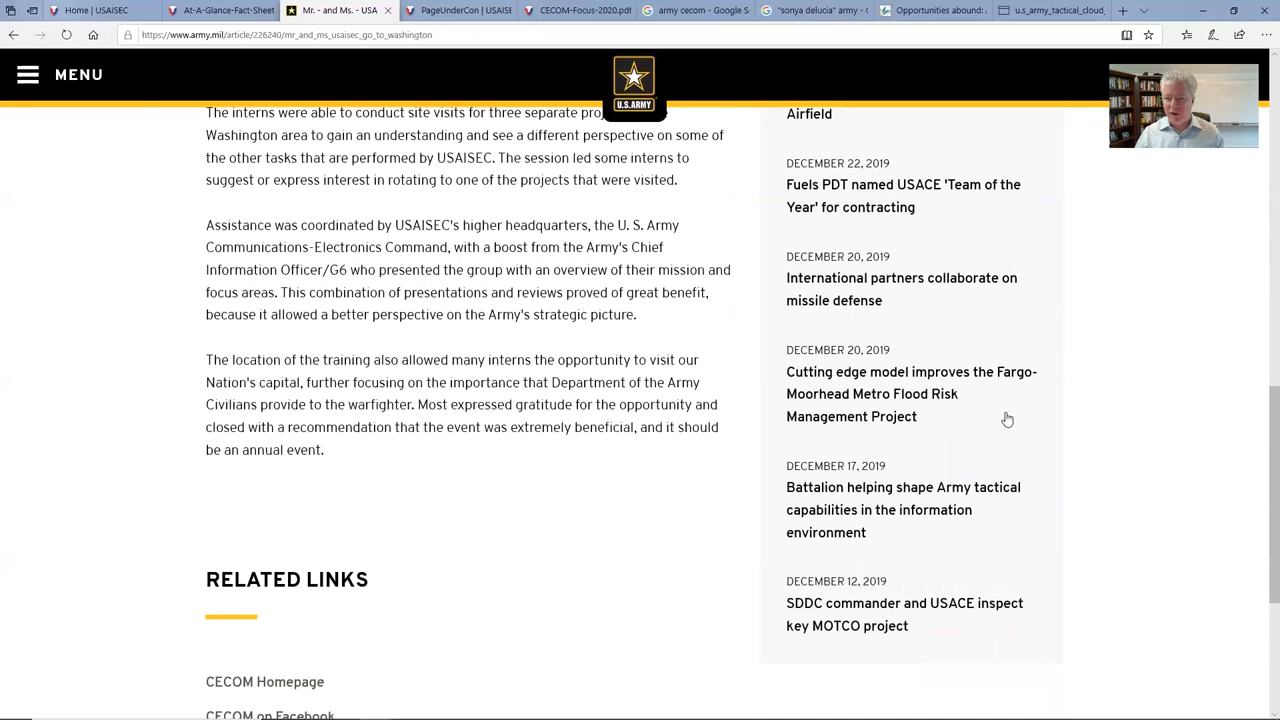 Home | USAISEC
At-A-Glance-Fact-Sheet
Mr. - and Ms. - USA
PageUnderCon | USAISE
CECOM-Focus-2020.pdf
army cecom - Google S
"sonya delucia" army - G
Opportunities abound: A
u.s_army_tactical_cloud_
https://www.army.mil/article/226240/mr_and_ms_usaisec_go_to_washington
MENU
U.S.ARMY
The interns were able to conduct site visits for three separate
Washington area to gain an understanding and see a different perspective on some of
the other tasks that are performed by USAISEC. The session led some interns to
suggest or express interest in rotating to one of the projects that were visited.
Assistance was coordinated by USAISEC's higher headquarters, the U. S. Army
Communications-Electronics Command, with a boost from the Army's Chief
Information Officer/G6 who presented the group with an overview of their mission and
focus areas. This combination of presentations and reviews proved of great benefit,
because it allowed a better perspective on the Army's strategic picture.
The location of the training also allowed many interns the opportunity to visit our
Nation's capital, further focusing on the importance that Department of the Army
Civilians provide to the warfighter. Most expressed gratitude for the opportunity and
closed with a recommendation that the event was extremely beneficial, and it should
be an annual event.
RELATED LINKS
CECOM Homepage
CECOM on Facebook
Airfield
DECEMBER 22, 2019
Fuels PDT named USACE 'Team of the
Year' for contracting
DECEMBER 20, 2019
International partners collaborate on
missile defense
DECEMBER 20, 2019
Cutting edge model improves the Fargo-
Moorhead Metro Flood Risk
Management Project
DECEMBER 17, 2019
Battalion helping shape Army tactical
capabilities in the information
environment
DECEMBER 12, 2019
SDDC commander and USACE inspect
key MOTCO project